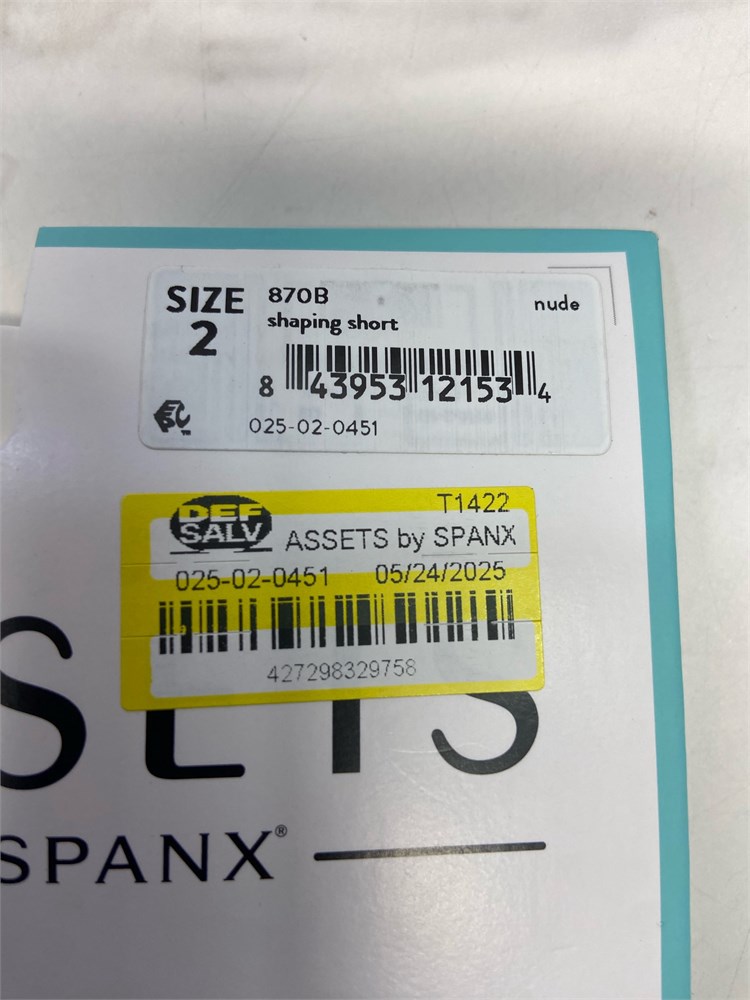 SIZE
2
870B
shaping short
nude
8 43953 12153 4
025-02-0451
T1422
DEF
SALV
ASSETS by SPANX
025-02-0451 05/24/2025
427298329758
SETS
SPANX®